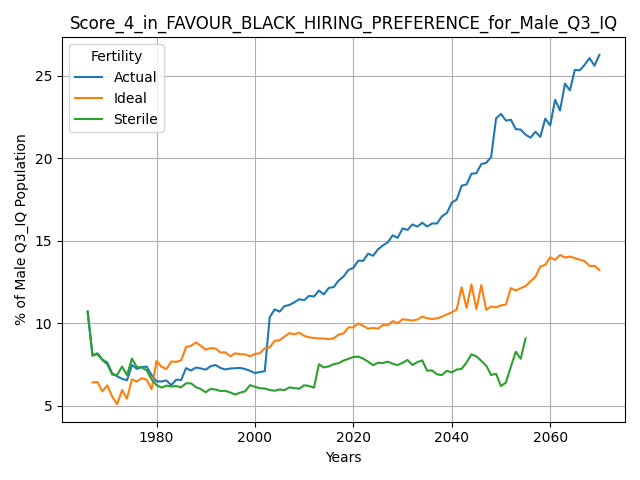 Score_4_in_FAVOUR_BLACK_HIRING_PREFERENCE_for_Male_Q3_IQ
Fertility
Actual
Ideal
Sterile
% of Male Q3_IQ Population
25
20
15
10
5
1980
2000
2020
2040
2060
Years